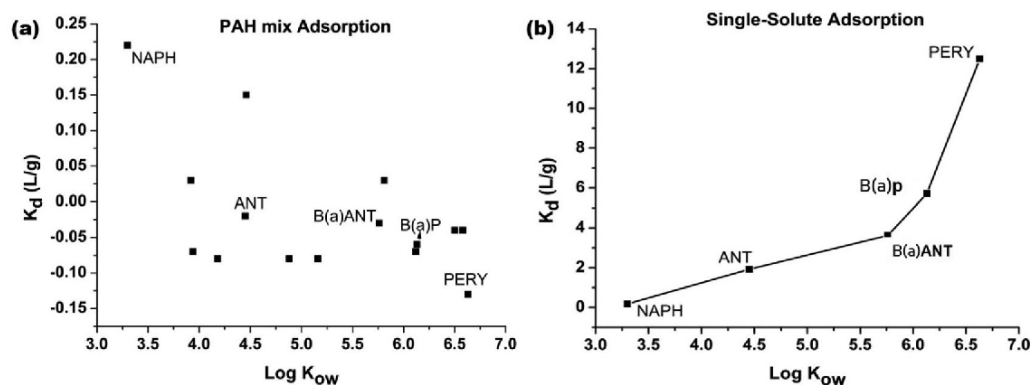 (a)
PAH mix Adsorption
0.25
0.20
0.15
0.10
0.05
0.00
-0.05
-0.10
-0.15
Kd (L/g)
NAPH
ANT
B(a)ANT
B(a)P
PERY
3.0 3.5 4.0 4.5 5.0 5.5 6.0 6.5 7.0
Log KOW
(b)
Single-Solute Adsorption
14
12
10
8
6
4
2
0
Kd (L/g)
PERY
B(a)p
ANT
B(a)ANT
NAPH
3.0 3.5 4.0 4.5 5.0 5.5 6.0 6.5 7.0
Log KOW